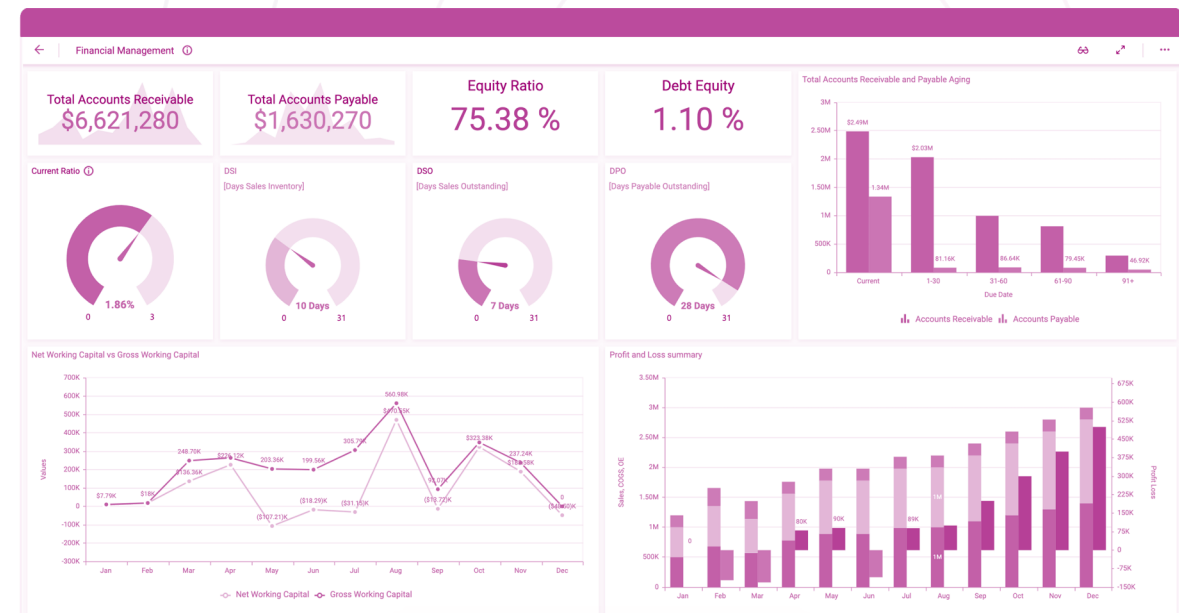 Financial Management
Total Accounts Receivable
$6,621,280
Total Accounts Payable
$1,630,270
Equity Ratio
75.38 %
Debt Equity
1.10 %
Total Accounts Receivable and Payable Aging
3M
2.50M
2M
1.50M
1M
500K
0
$2.49M
1.34M
$2.03M
81.16K
86.64K
79.45K
46.92K
Current 1-30 31-60 61-90 91+
Due Date
Accounts Receivable Accounts Payable
Current Ratio
1.86%
0 3
DSI
[Days Sales Inventory]
10 Days
0 31
DSO
[Days Sales Outstanding]
7 Days
0 31
DPO
[Days Payable Outstanding]
28 Days
0 31
Net Working Capital vs Gross Working Capital
Values
700K
600K
500K
400K
300K
200K
100K
0
-100K
-200K
-300K
$7.79K
$18K
248.70K
$136.36K
203.36K
($107.21)K
199.56K
($18.29)K
305.79K
($31.15)K
560.98K
$323.38K
237.24K
0
Jan Feb Mar Apr May Jun Jul Aug Sep Oct Nov Dec
Net Working Capital Gross Working Capital
Profit and Loss summary
Sales, COGS, OE
3.50M
3M
2.50M
2M
1.50M
1M
500K
0
0
80K
90K
89K
1M
1M
675K
600K
525K
450K
375K
300K
225K
150K
75K
0
-75K
-150K
Profit Loss
Jan Feb Mar Apr May Jun Jul Aug Sep Oct Nov Dec